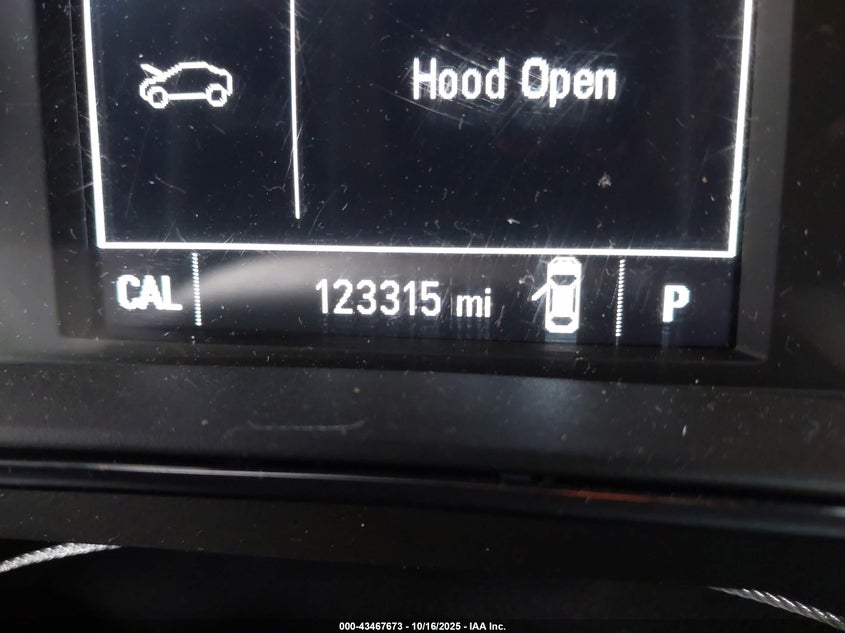 Hood Open
CAL 123315 mi P
000-43467673 - 10/16/2025 - IAA Inc.